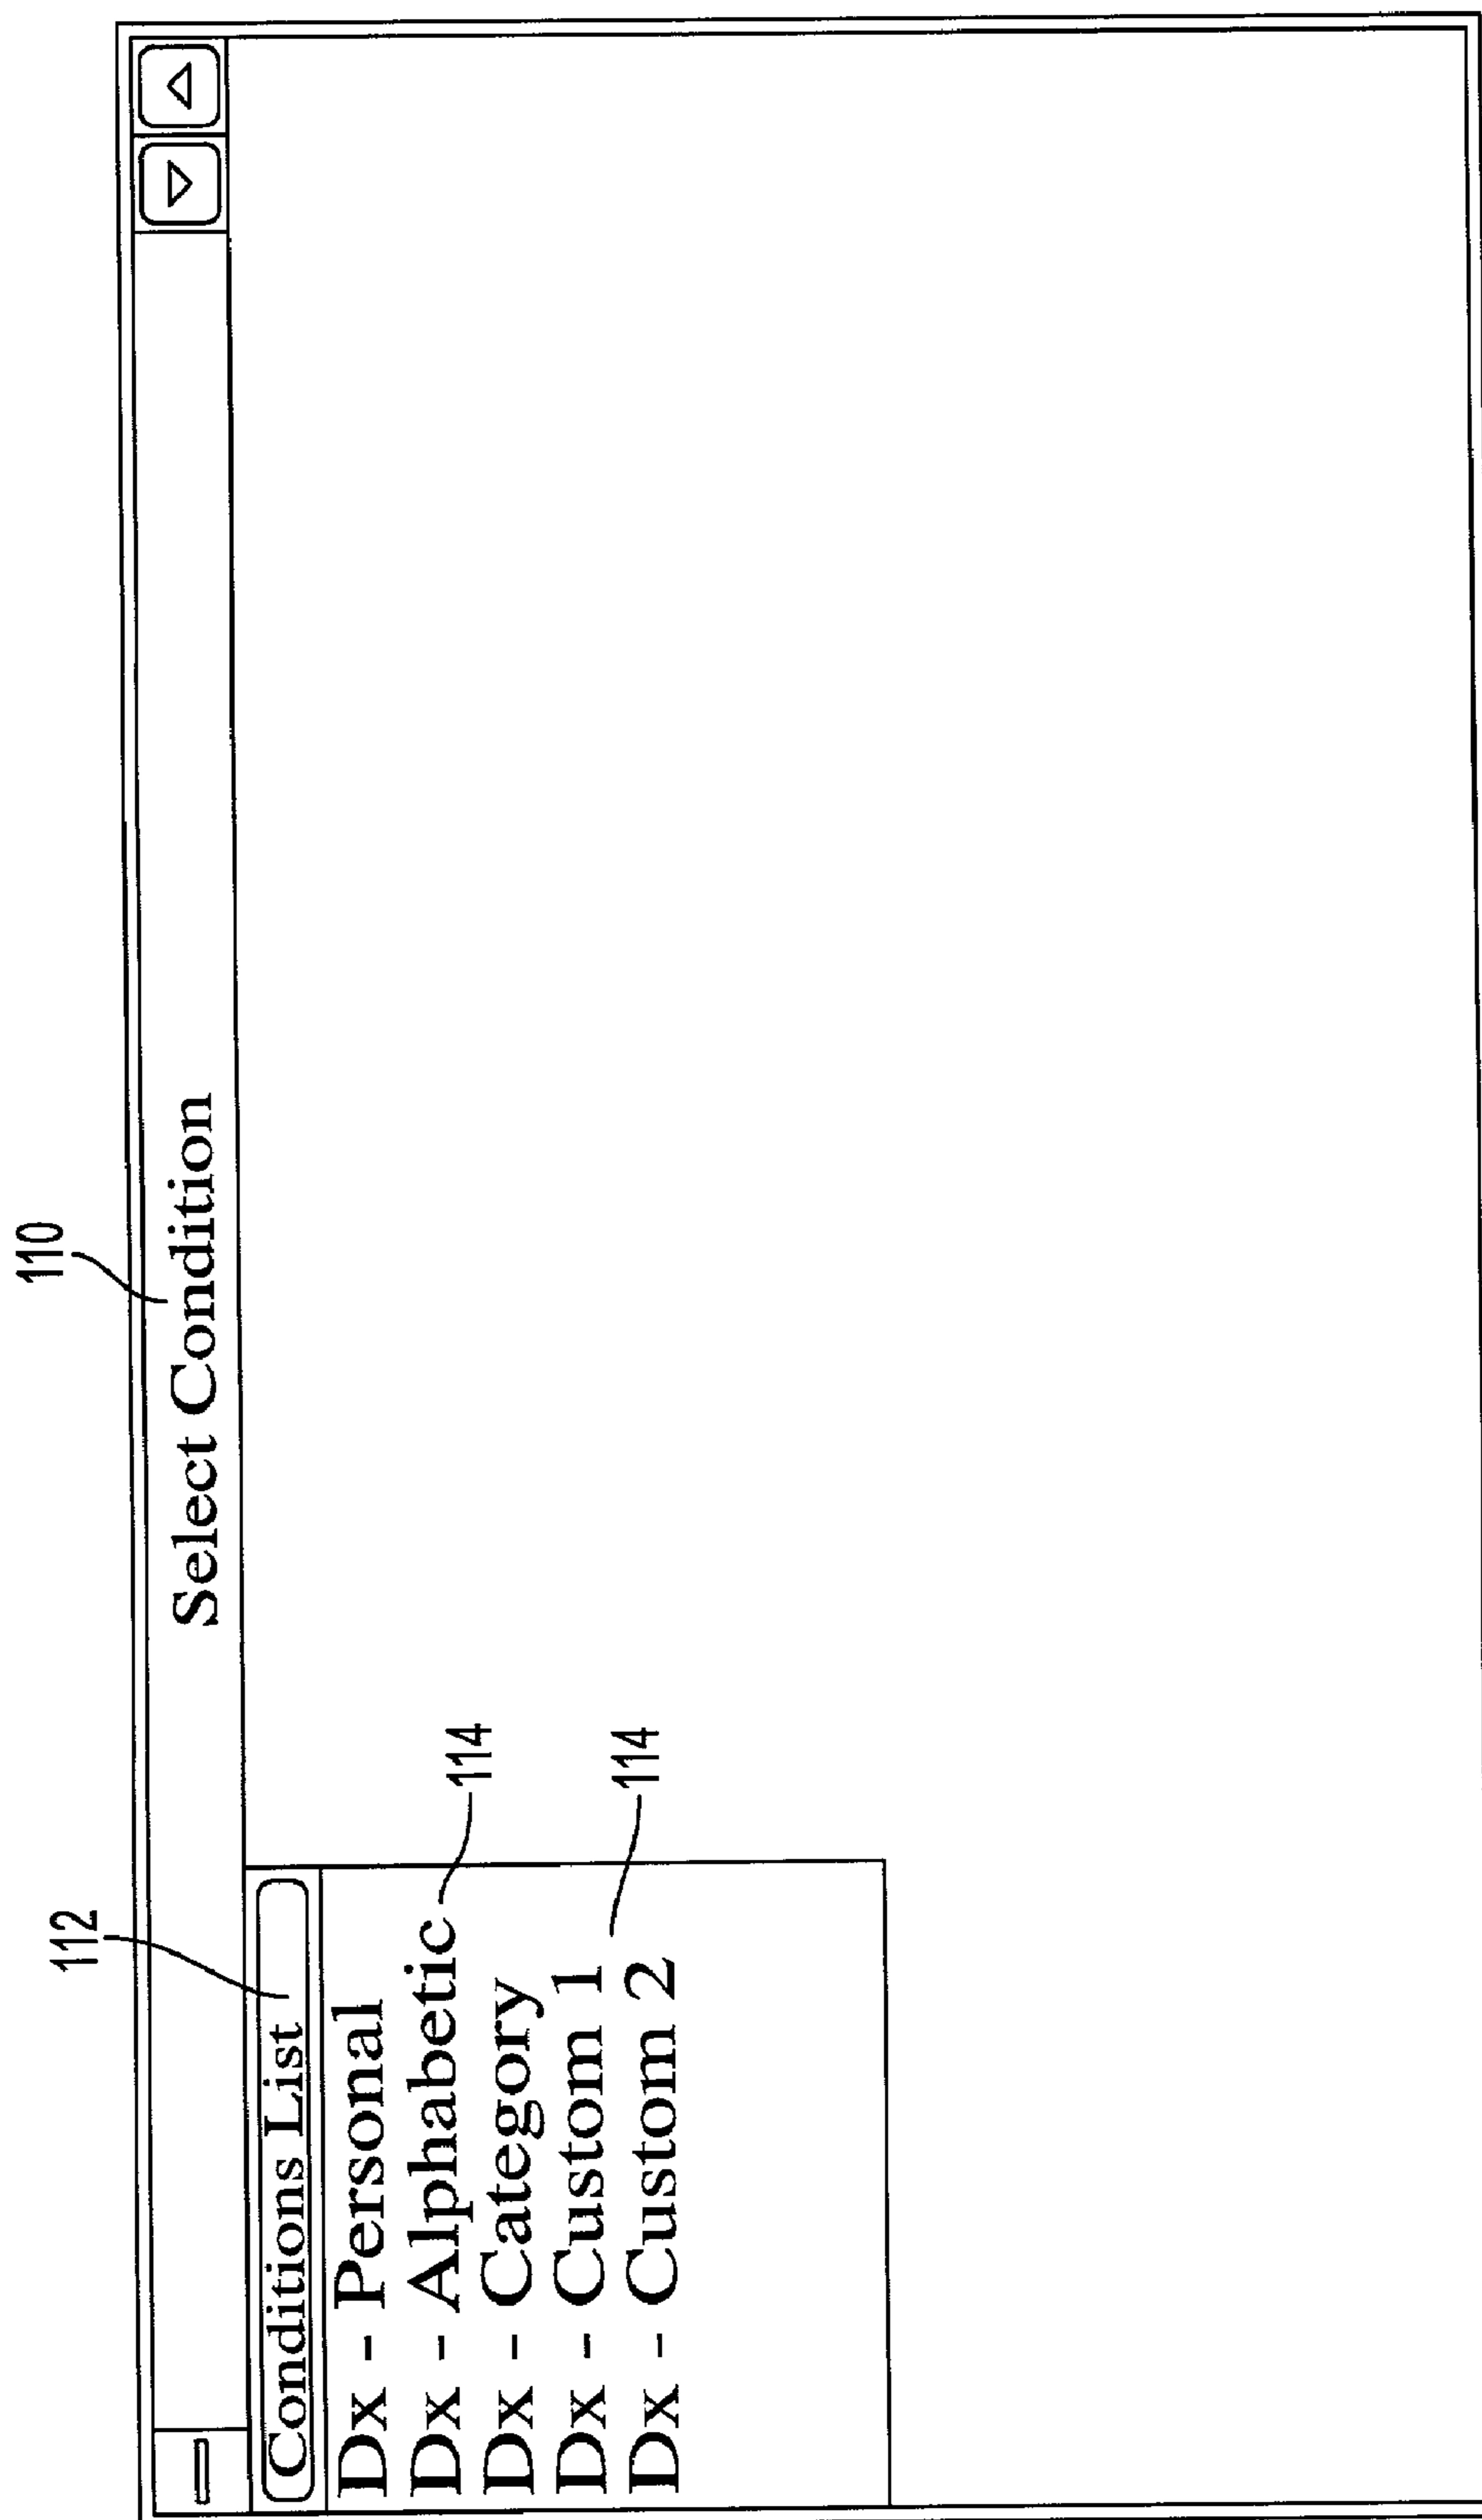 110
Select Condition
112
Conditions List
Dx - Personal
Dx - Alphabetic
114
Dx - Category
Dx - Custom 1
114
Dx - Custom 2